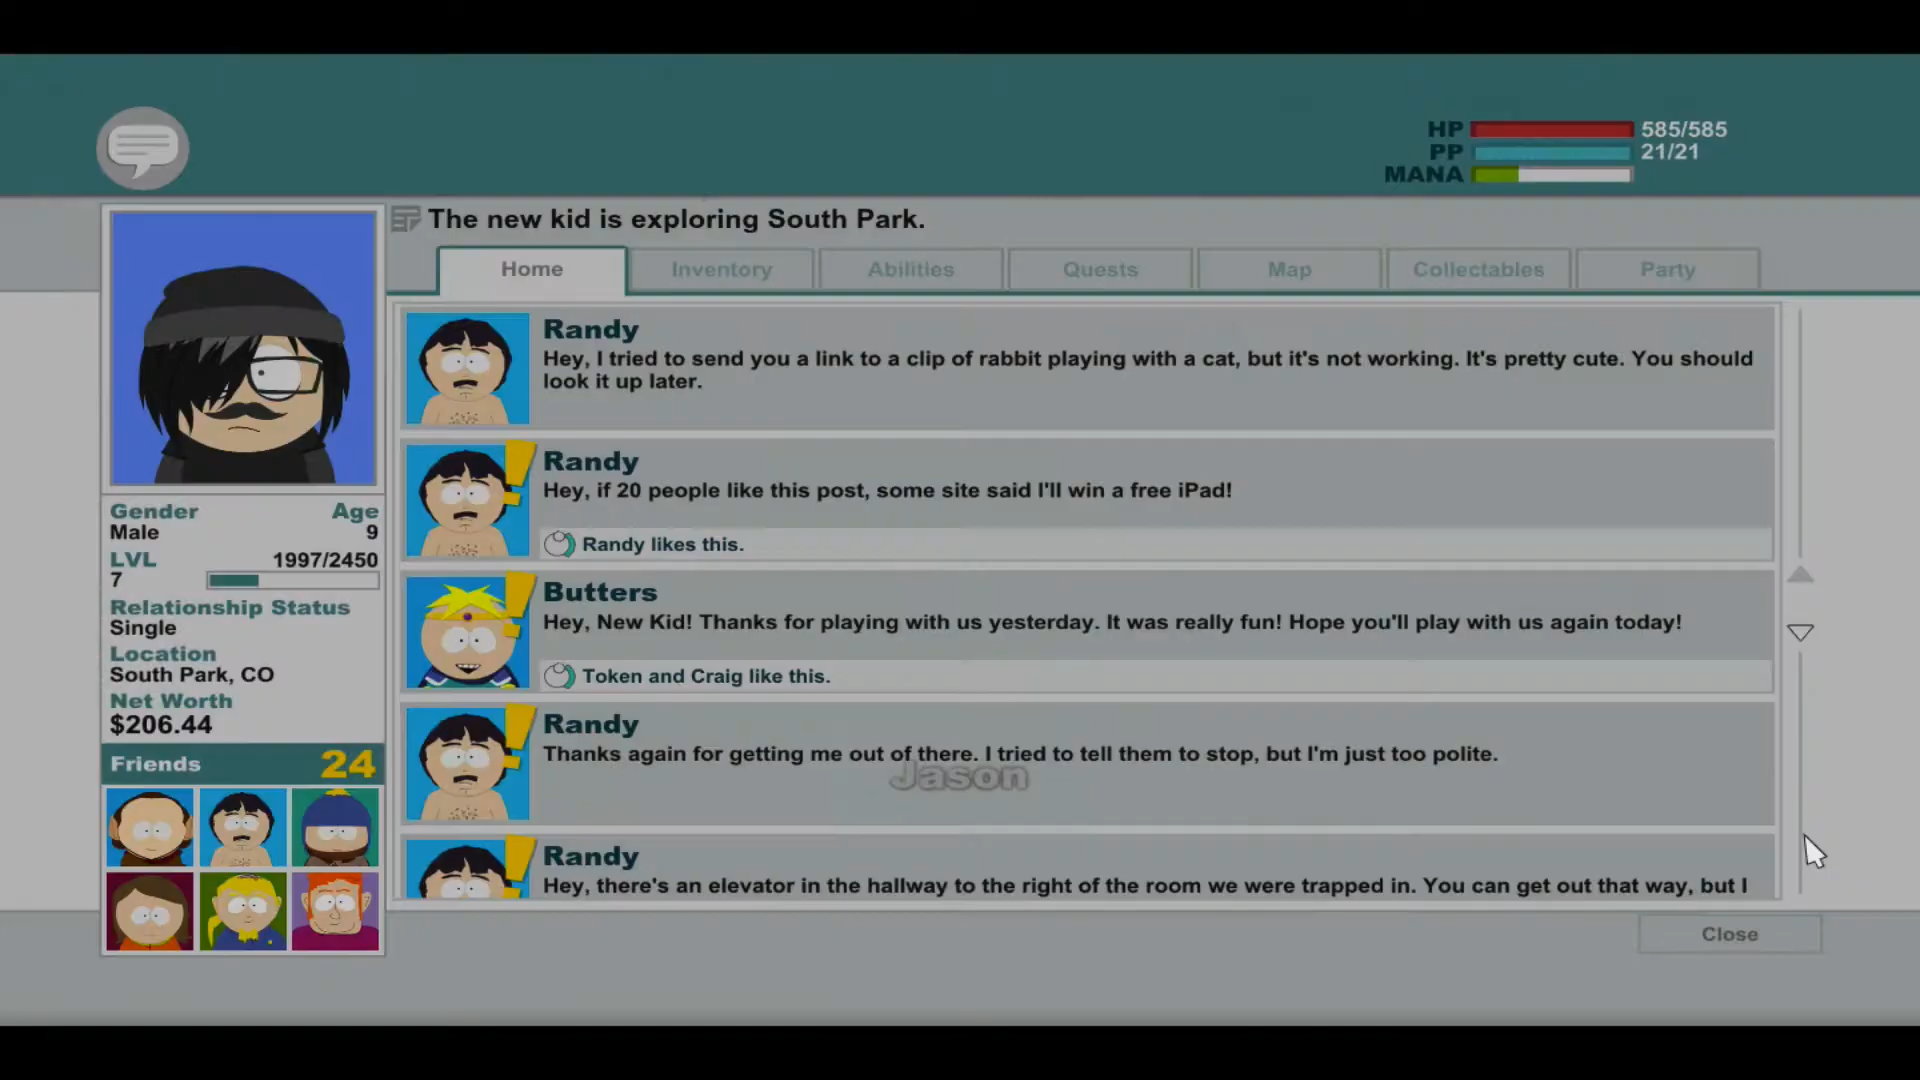 HP 585/585
PP 21/21
MANA
The new kid is exploring South Park.
Home Inventory Abilities Quests Map Collectables Party
Randy
Hey, I tried to send you a link to a clip of rabbit playing with a cat, but it's not working. It's pretty cute. You should
look it up later.
Randy
Hey, if 20 people like this post, some site said I'll win a free iPad!
Randy likes this.
Butters
Hey, New Kid! Thanks for playing with us yesterday. It was really fun! Hope you'll play with us again today!
Token and Craig like this.
Randy
Thanks again for getting me out of there. I tried to tell them to stop, but I'm just too polite.
Jason
Randy
Hey, there's an elevator in the hallway to the right of the room we were trapped in. You can get out that way, but I
Gender Age
Male 9
LVL 1997/2450
7
Relationship Status
Single
Location
South Park, CO
Net Worth
$206.44
Friends 24
Close